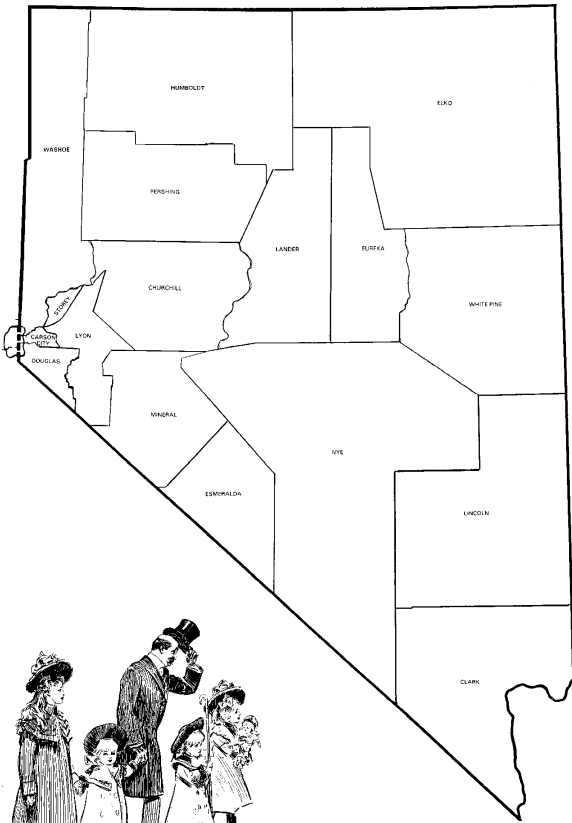 HUMBOLDT
ELKO
WASHOE
PERSHING
LANDER
EUREKA
CHURCHILL
STOREY
WHITE PINE
CARSON
CITY
LYON
DOUGLAS
MINERAL
NYE
ESMERALDA
LINCOLN
CLARK